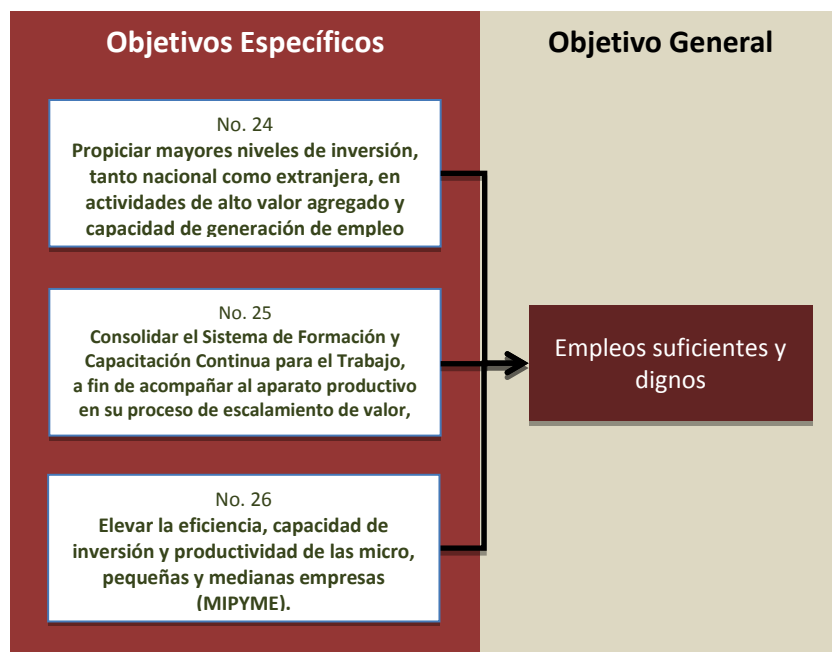 Objetivos Específicos
Objetivo General
No. 24
Propiciar mayores niveles de inversión,
tanto nacional como extranjera, en
actividades de alto valor agregado y
capacidad de generación de empleo
No. 25
Consolidar el Sistema de Formación y
Capacitación Continua para el Trabajo,
a fin de acompañar al aparato productivo
en su proceso de escalamiento de valor,
No. 26
Elevar la eficiencia, capacidad de
inversión y productividad de las micro,
pequeñas y medianas empresas
(MIPYME).
Empleos suficientes y
dignos